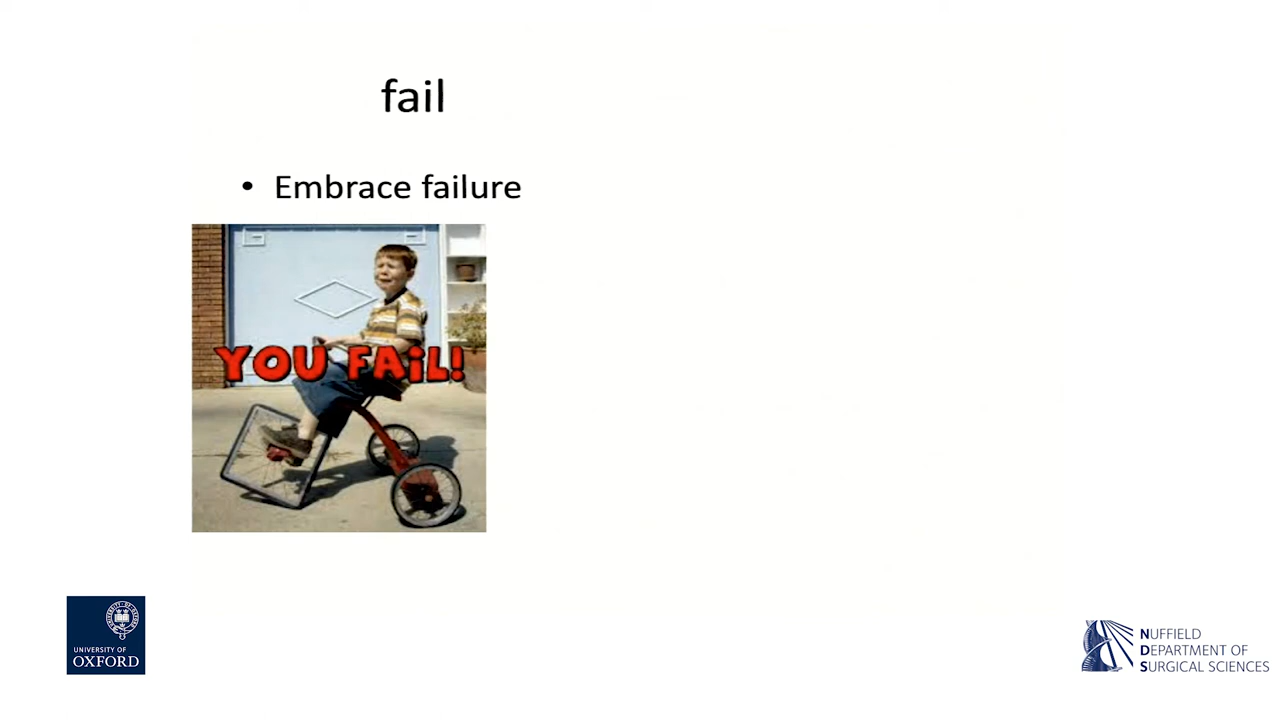 fail
• Embrace failure
YOU FAiL!
UNIVERSITY OF
OXFORD
NUFFIELD
DEPARTMENT OF
SURGICAL SCIENCES